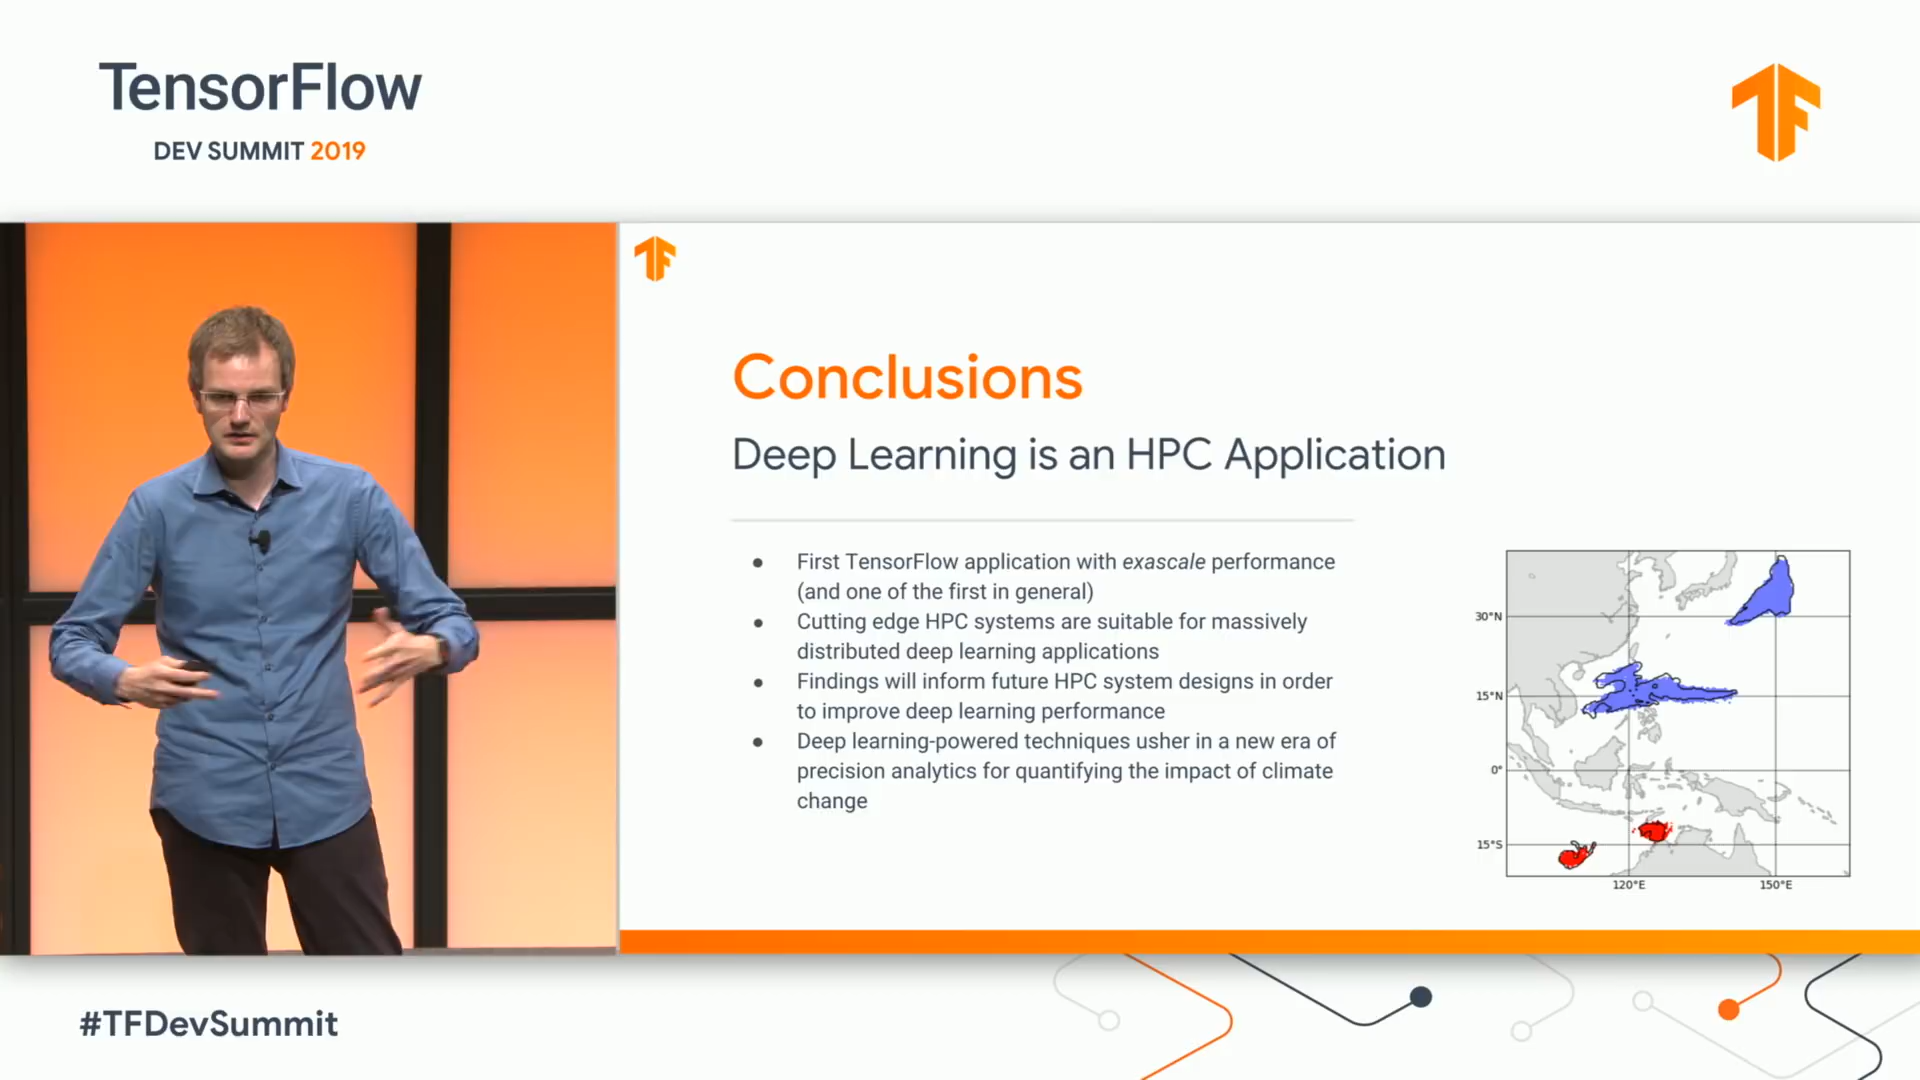 TensorFlow
DEV SUMMIT 2019
Conclusions
Deep Learning is an HPC Application
● First TensorFlow application with exascale performance
(and one of the first in general)
● Cutting edge HPC systems are suitable for massively
distributed deep learning applications
● Findings will inform future HPC system designs in order
to improve deep learning performance
● Deep learning-powered techniques usher in a new era of
precision analytics for quantifying the impact of climate
change
30°N
15°N
0°
15°S
120°E 150°E
#TFDevSummit